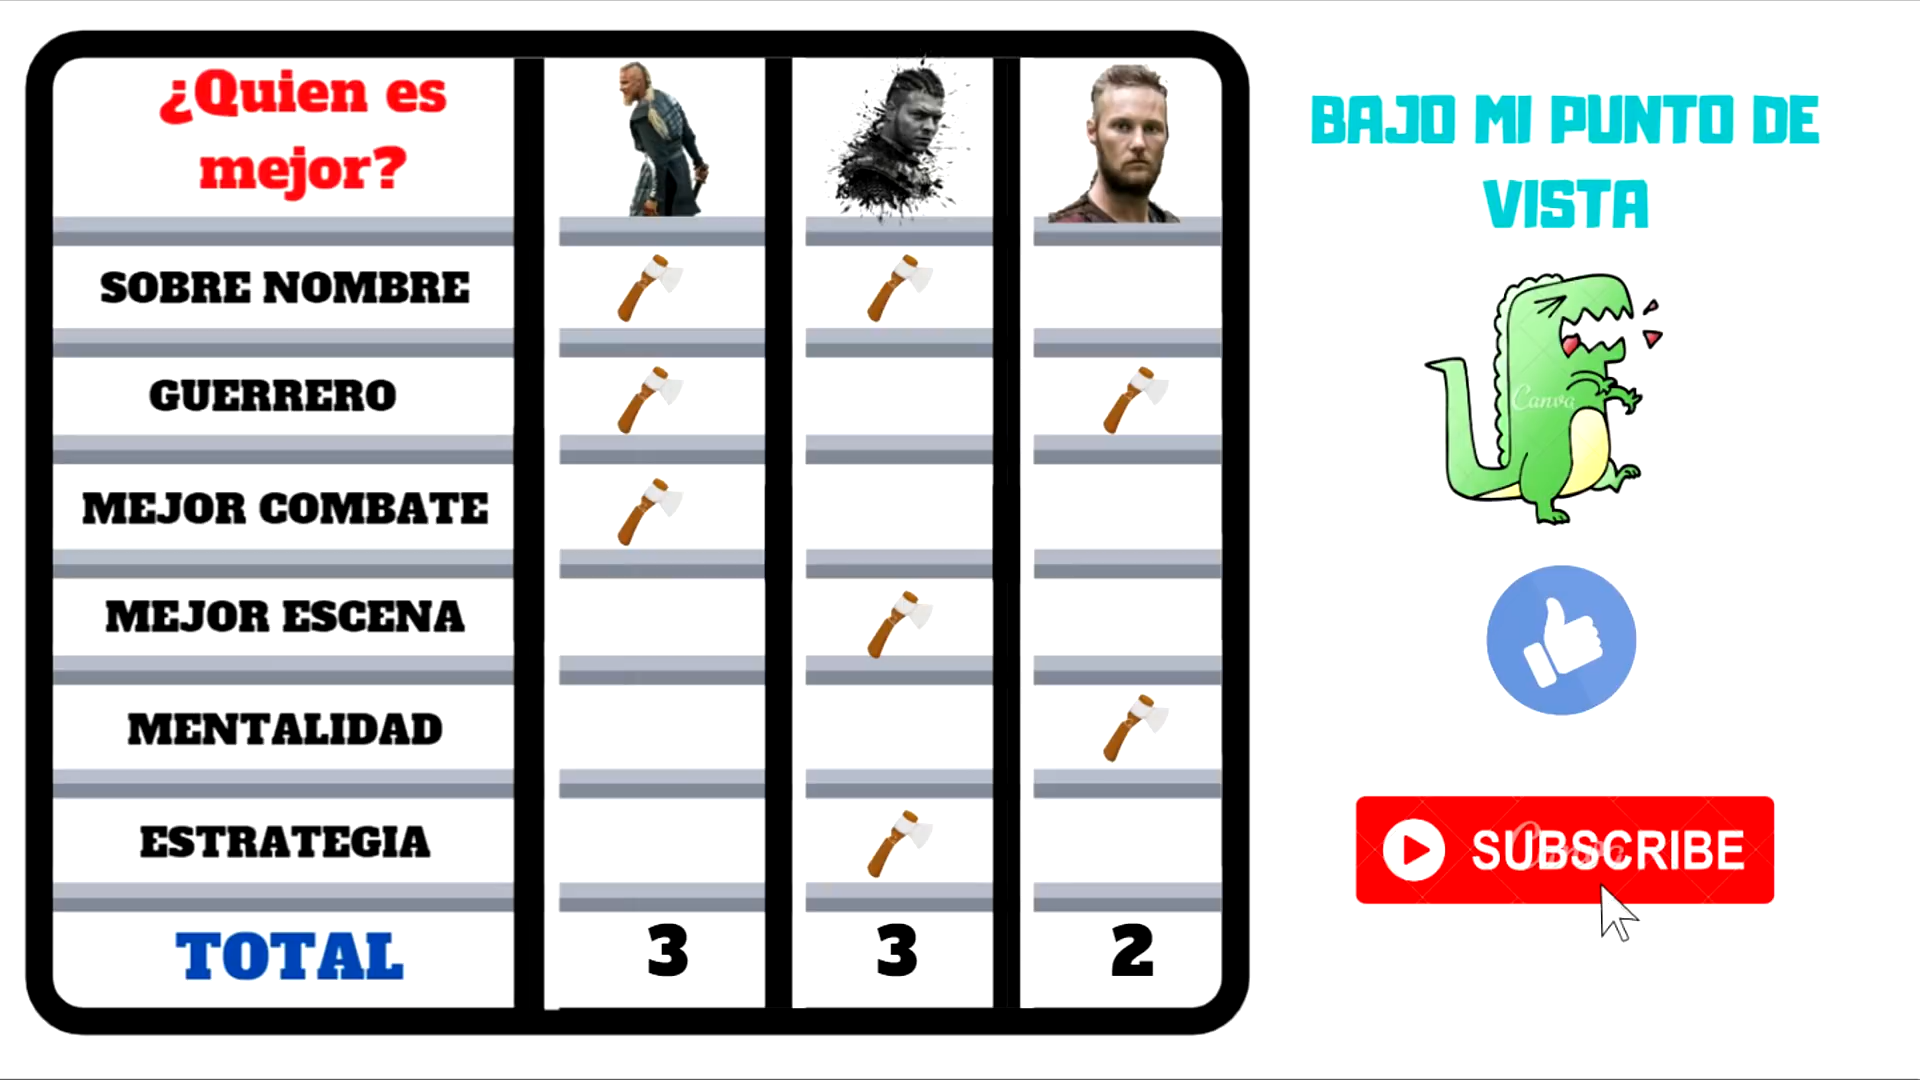 ¿Quien es
mejor?
SOBRE NOMBRE
GUERRERO
MEJOR COMBATE
MEJOR ESCENA
MENTALIDAD
ESTRATEGIA
TOTAL
3
3
2
BAJO MI PUNTO DE
VISTA
Canva
SUBSCRIBE
Canva